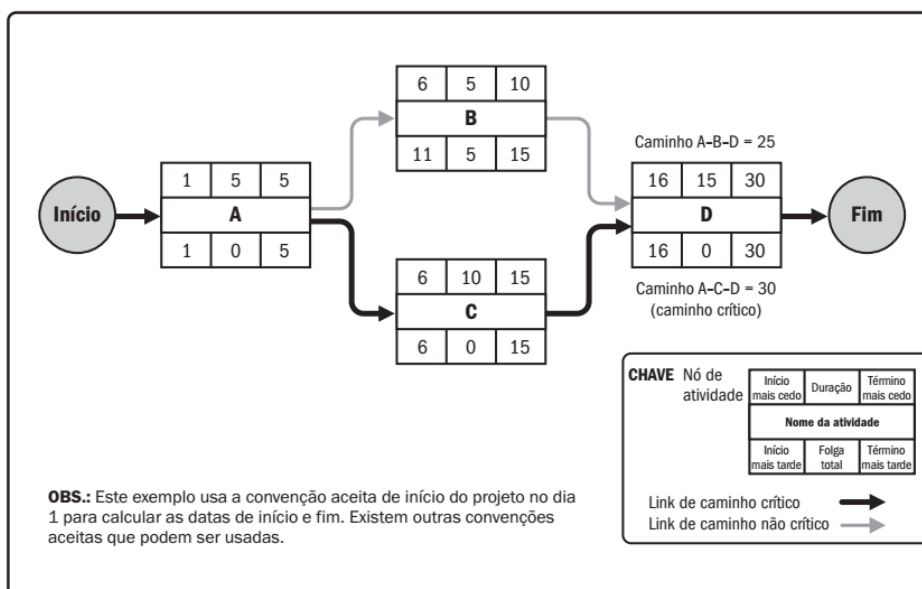 6 5 10
B
11 5 15
Caminho A-B-D = 25
1 5 5
A
1 0 5
16 15 30
D
16 0 30
Início
Fim
6 10 15
C
6 0 15
Caminho A-C-D = 30
(caminho crítico)
CHAVE Nó de
atividade
Início
mais cedo
Duração
Término
mais cedo
Nome da atividade
Início
mais tarde
Folga
total
Término
mais tarde
Link de caminho crítico
Link de caminho não crítico
OBS.: Este exemplo usa a convenção aceita de início do projeto no dia
1 para calcular as datas de início e fim. Existem outras convenções
aceitas que podem ser usadas.